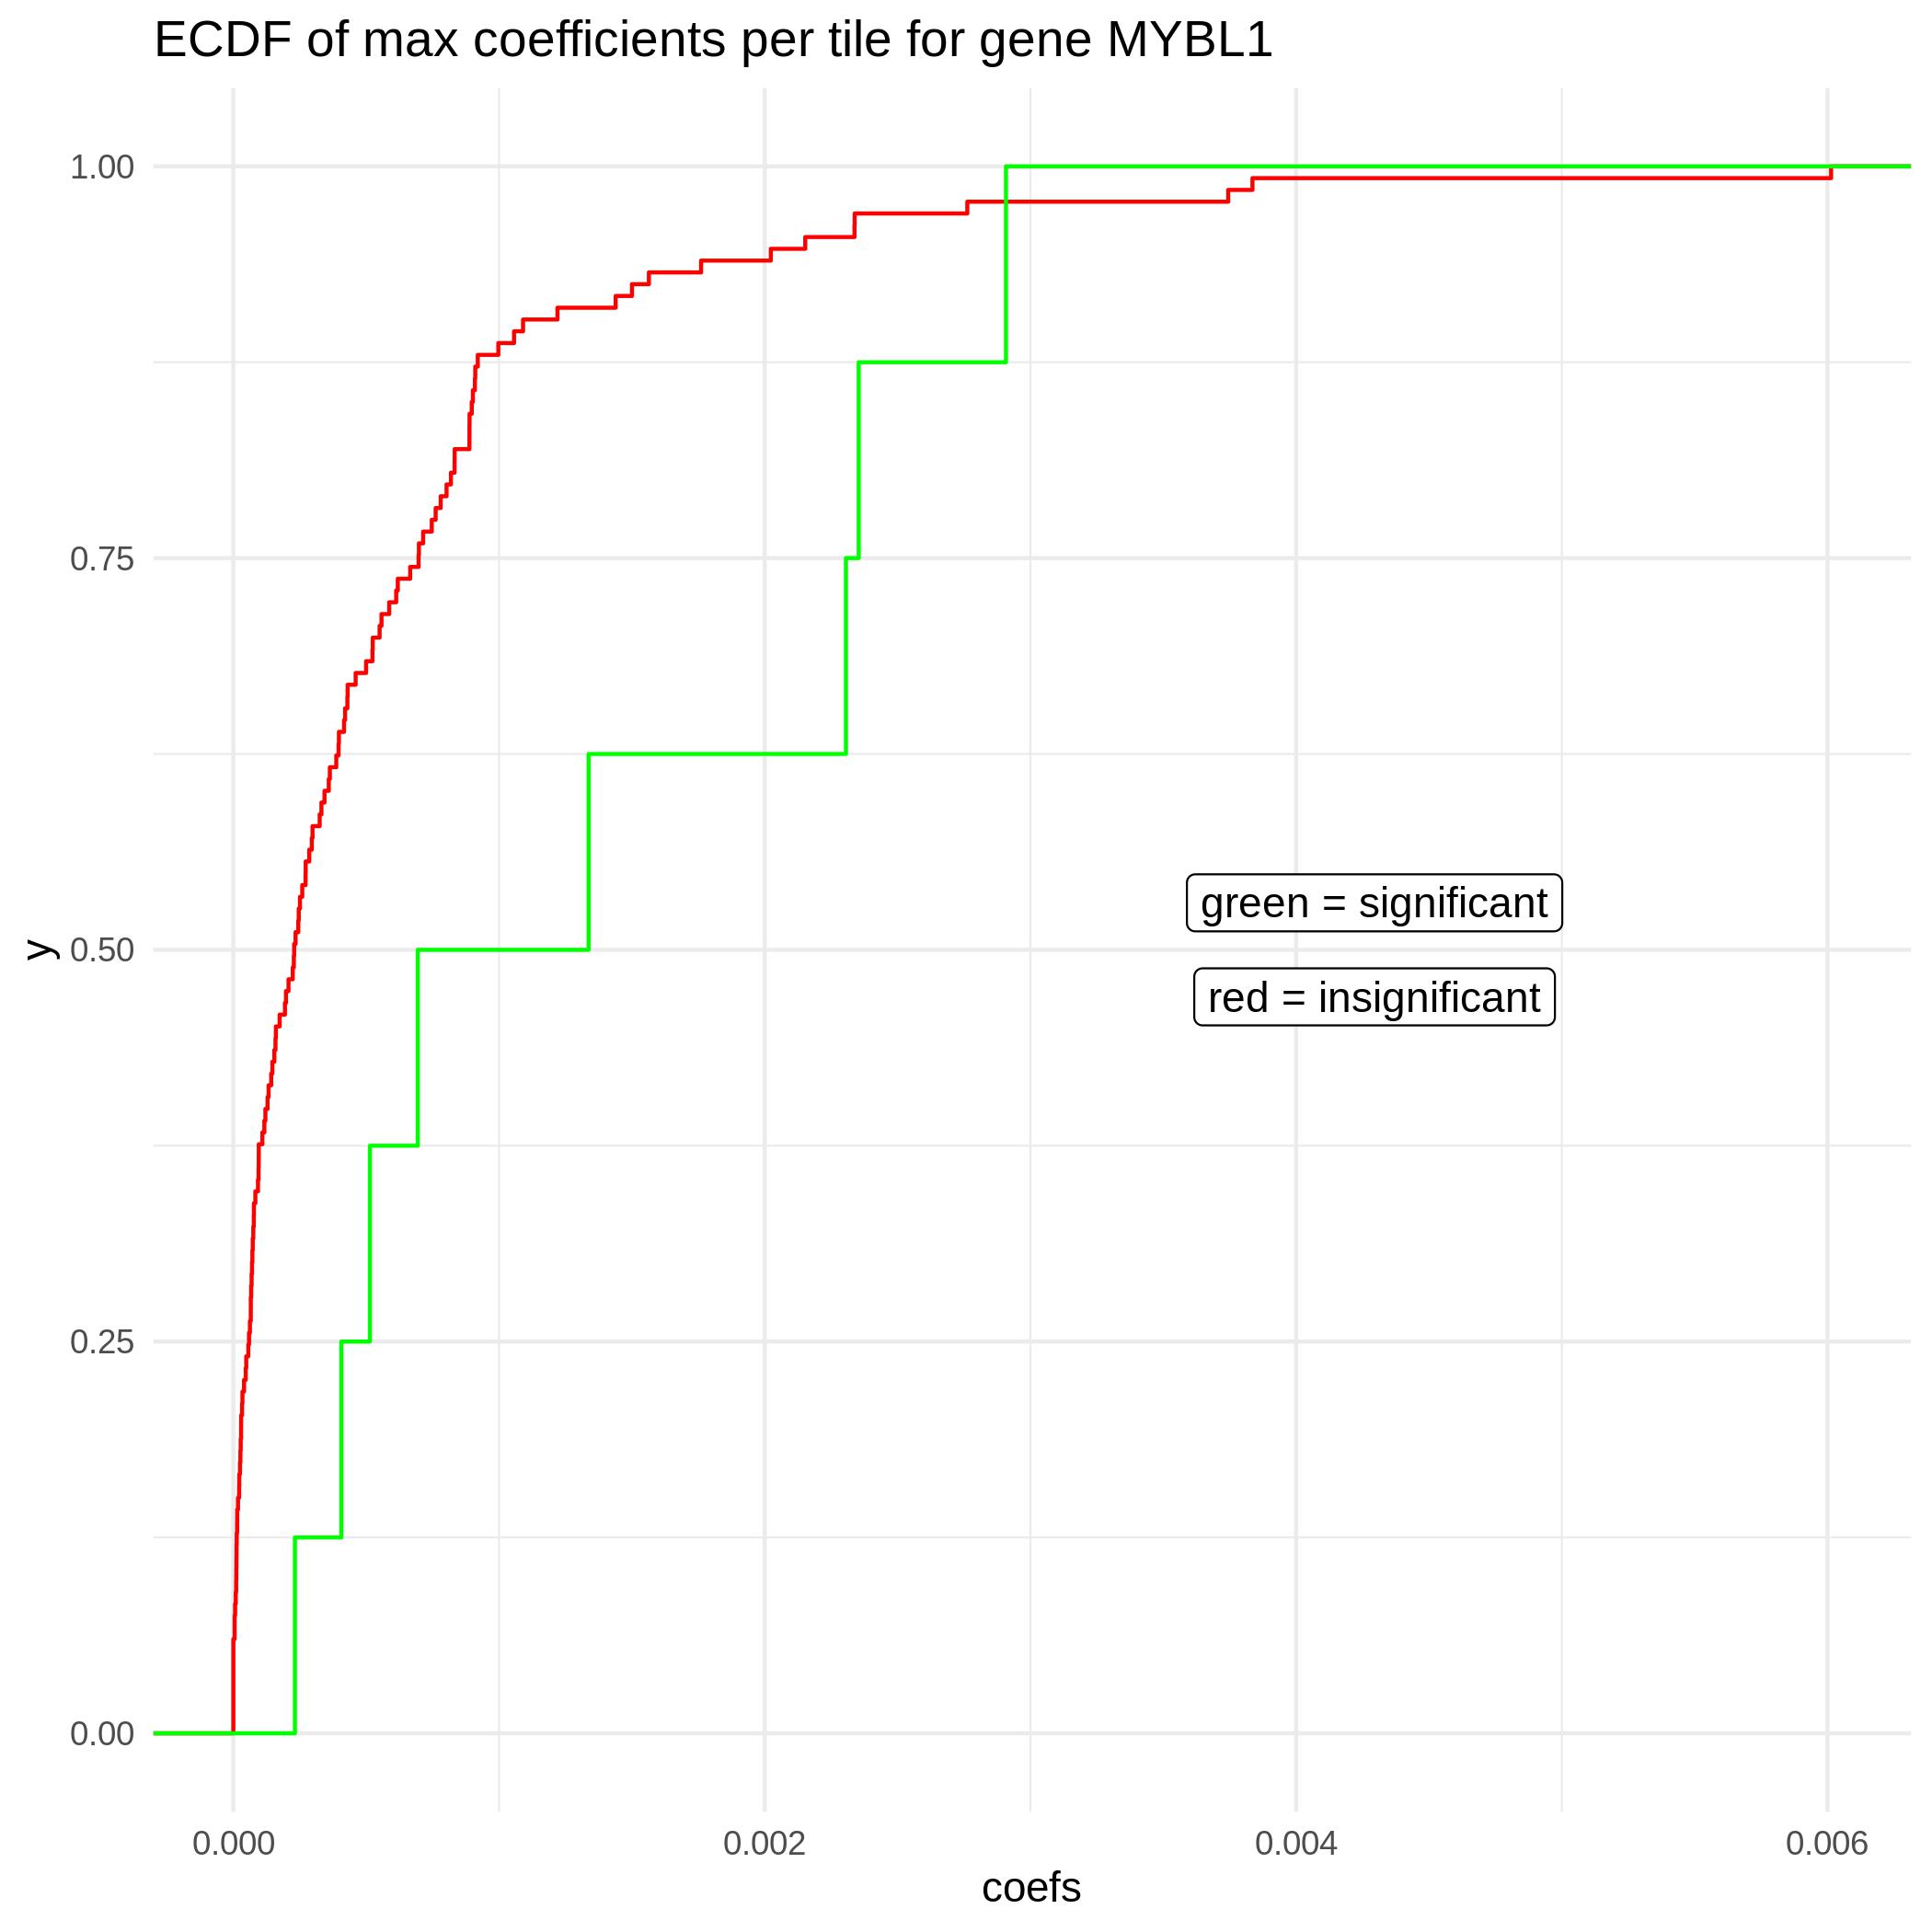 ECDF of max coefficients per tile for gene MYBL1
1.00
0.75
0.50
0.25
0.00
y
green = significant
red = insignificant
0.000
0.002
0.004
0.006
coefs